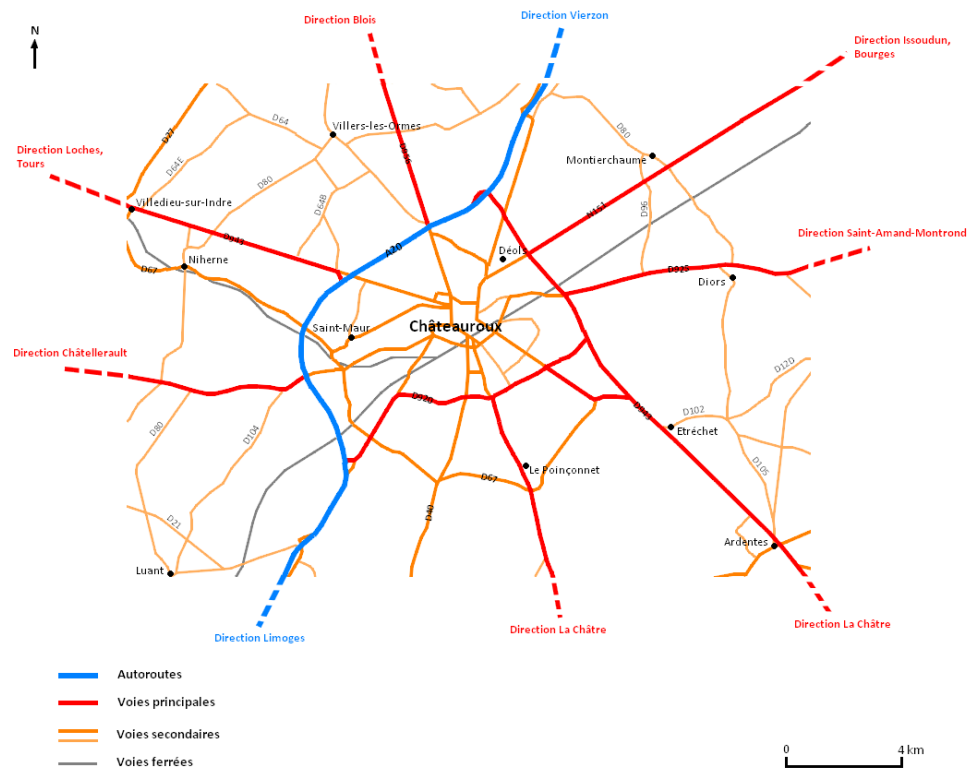 Direction Blois
Direction Vierzon
N
Direction Issoudun,
Bourges
D27
D64
Villers-les-Ormes
D80
D956
Montierchaume
Direction Loches,
Tours
D64E
D80
Villedieu-sur-Indre
D64B
N151
D96
D943
A20
Déols
Direction Saint-Amand-Montrond
Niherne
D67
D925
Diors
Saint-Maur
Châteauroux
Direction Châtellerault
D12D
D920
D943
D102
D80
D104
Etréchet
Le Poinçonnet
D67
D105
D21
D40
Ardentes
Luant
Direction Limoges
Direction La Châtre
Direction La Châtre
Autoroutes
Voies principales
Voies secondaires
Voies ferrées
0 4 km